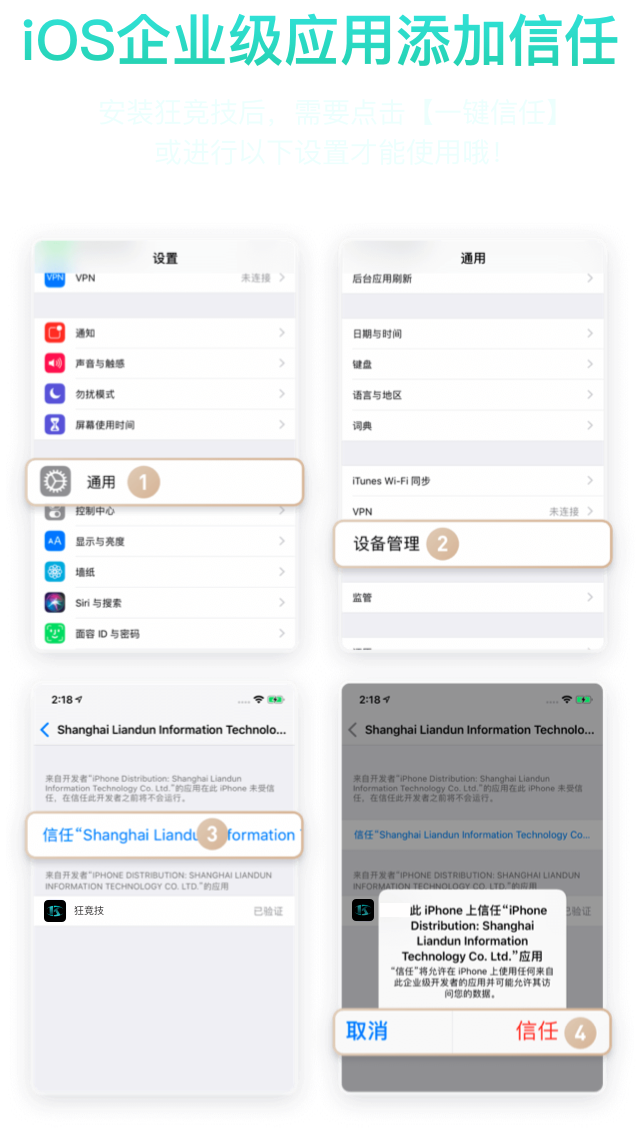 iOS企业级应用添加信任
安装狂竞技后，需要点击【一键信任】
或进行以下设置才能使用哦！
设置
VPN 未连接
通知
声音与触感
勿扰模式
屏幕使用时间
通用 1
控制中心
显示与亮度
墙纸
Siri 与搜索
面容 ID 与密码
通用
后台应用刷新
日期与时间
键盘
语言与地区
词典
iTunes Wi-Fi 同步
VPN 未连接
设备管理 2
监管
2:18
Shanghai Liandun Information Technolo...
来自开发者“iPhone Distribution: Shanghai Liandun
Information Technology Co. Ltd.”的应用在此 iPhone 未受信
任。在信任此开发者之前将不会运行。
信任“Shanghai Liandu 3 formation
来自开发者“IPHONE DISTRIBUTION: SHANGHAI LIANDUN
INFORMATION TECHNOLOGY CO. LTD.”的应用
狂竞技 已验证
2:18
Shanghai Liandun Information Technolo...
来自开发者“iPhone Distribution: Shanghai Liandun
Information Technology Co. Ltd.”的应用在此 iPhone 未受信
任。在信任此开发者之前将不会运行。
信任“Shanghai Liandun Information Technology Co...
来自开发者“IPHONE DISTRIBUTION: SHANGHAI LIANDUN
INFORMATION TECHNOLOGY CO. LTD.”的应用
已验证
此 iPhone 上信任“iPhone
Distribution: Shanghai
Liandun Information
Technology Co. Ltd.”应用
“信任”将允许在 iPhone 上使用任何来自
此企业级开发者的应用并可能允许其访
问您的数据。
取消 信任 4